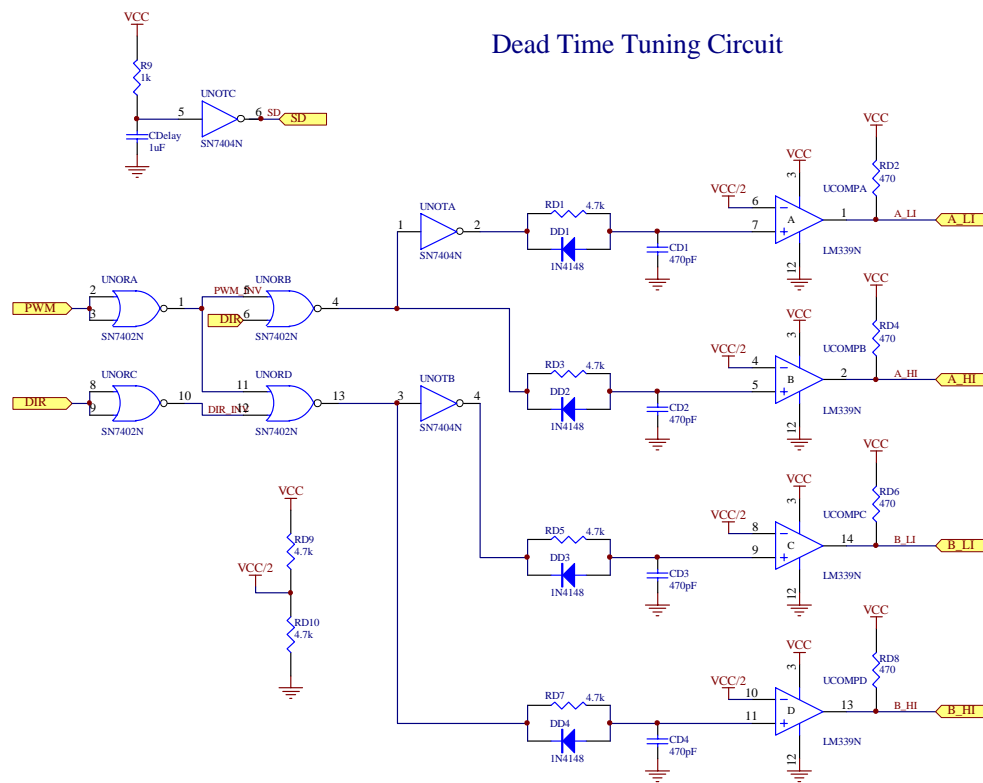 Dead Time Tuning Circuit
VCC
R9
1k
UNOTC
5
6
SD
SD
CDelay
1uF
SN7404N
VCC
RD2
470
VCC
3
UCOMPA
VCC/2
6
A
1
A_LI
A_LI
7
LM339N
12
UNOTA
1
2
SN7404N
RD1
4.7k
DD1
1N4148
CD1
470pF
UNORA
2
3
1
PWM
SN7402N
UNORB
PWM_INV
5
DIR
6
4
SN7402N
VCC
RD4
470
VCC
3
UCOMPB
VCC/2
4
B
2
A_HI
A_HI
5
LM339N
12
RD3
4.7k
DD2
1N4148
CD2
470pF
UNORC
8
9
10
DIR
SN7402N
UNORD
11
DIR_INV
12
13
SN7402N
UNOTB
3
4
SN7404N
VCC
RD6
470
VCC
3
UCOMPC
VCC/2
8
C
14
B_LI
B_LI
9
LM339N
12
RD5
4.7k
DD3
1N4148
CD3
470pF
VCC
RD9
4.7k
VCC/2
RD10
4.7k
VCC
RD8
470
VCC
3
UCOMPD
VCC/2
10
D
13
B_HI
B_HI
11
LM339N
12
RD7
4.7k
DD4
1N4148
CD4
470pF